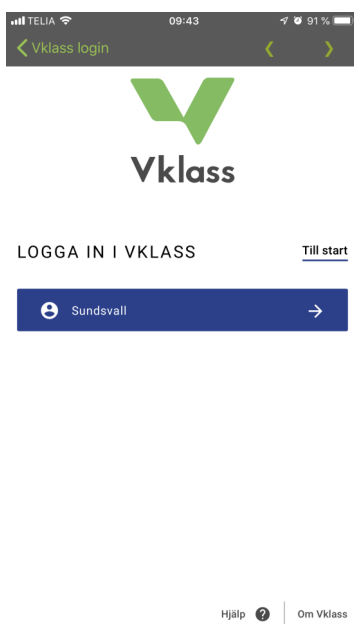 TELIA 09:43 91 %
Vklass login
Vklass
LOGGA IN I VKLASS Till start
Sundsvall
Hjälp ? Om Vklass